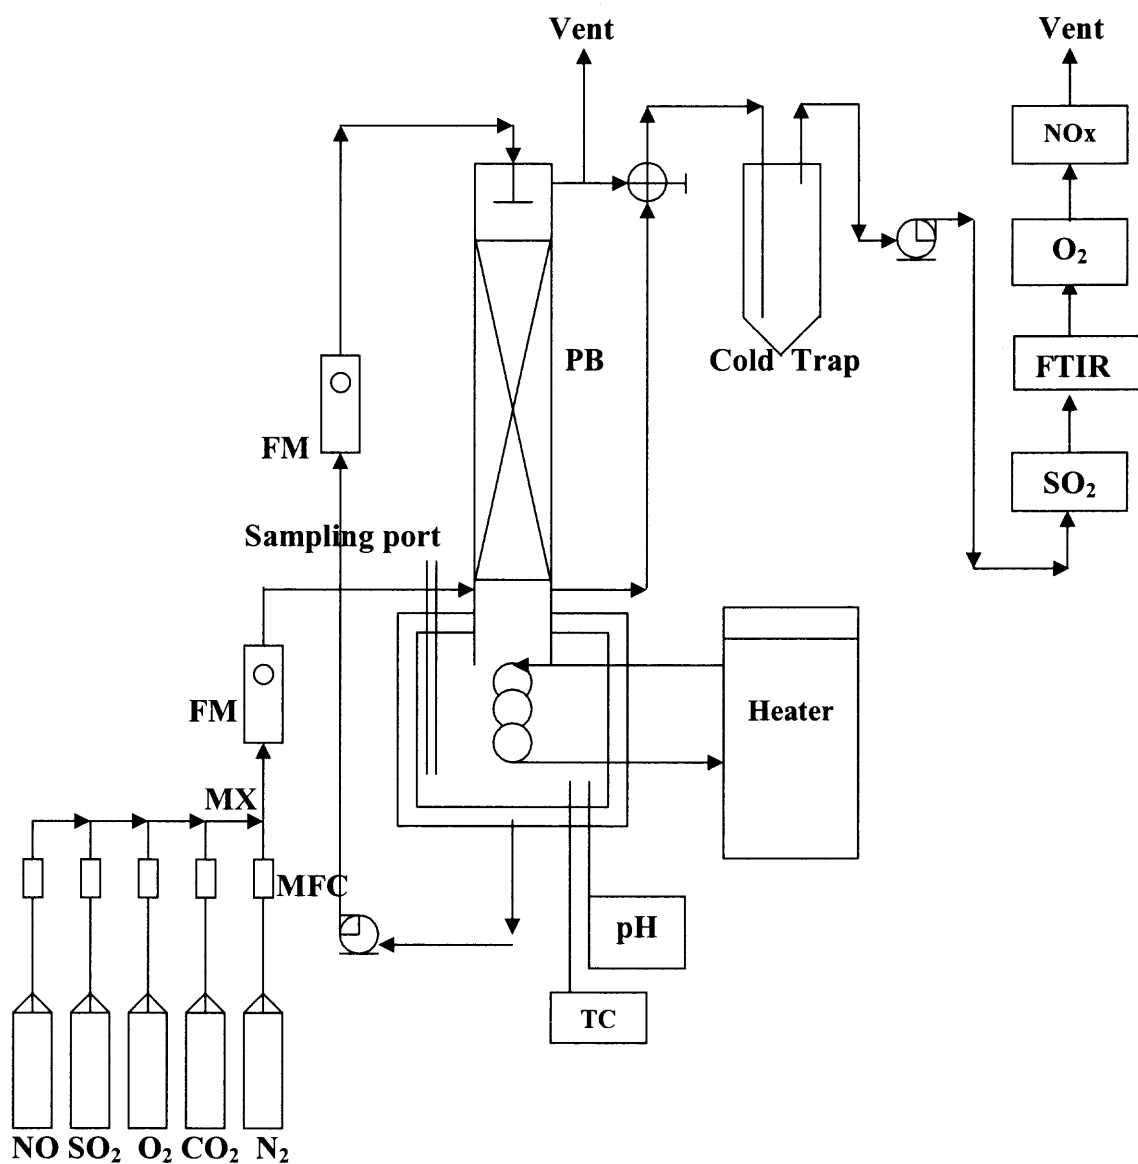 Vent
Vent
NOx
O₂
PB
Cold Trap
FTIR
FM
SO₂
Sampling port
FM
Heater
MX
MFC
pH
TC
NO SO₂ O₂ CO₂ N₂